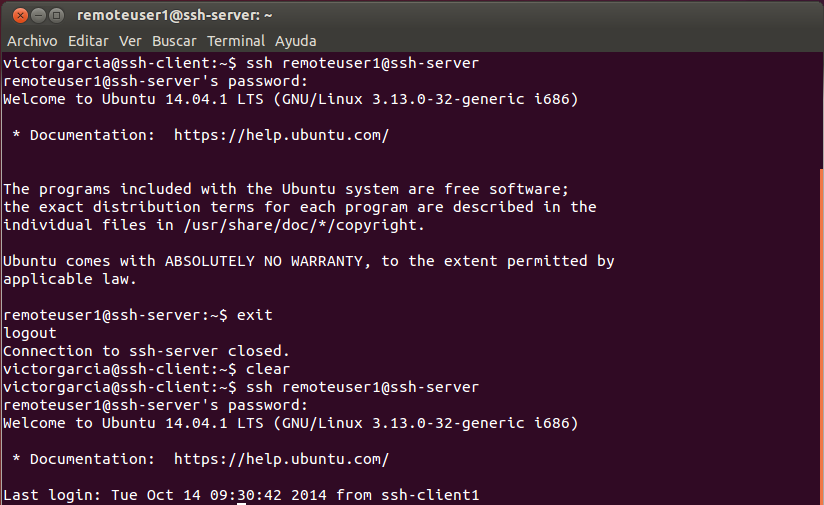 remoteuser1@ssh-server: ~
Archivo Editar Ver Buscar Terminal Ayuda
victorgarcia@ssh-client:~$ ssh remoteuser1@ssh-server
remoteuser1@ssh-server's password:
Welcome to Ubuntu 14.04.1 LTS (GNU/Linux 3.13.0-32-generic i686)
 * Documentation:  https://help.ubuntu.com/
The programs included with the Ubuntu system are free software;
the exact distribution terms for each program are described in the
individual files in /usr/share/doc/*/copyright.
Ubuntu comes with ABSOLUTELY NO WARRANTY, to the extent permitted by
applicable law.
remoteuser1@ssh-server:~$ exit
logout
Connection to ssh-server closed.
victorgarcia@ssh-client:~$ clear
victorgarcia@ssh-client:~$ ssh remoteuser1@ssh-server
remoteuser1@ssh-server's password:
Welcome to Ubuntu 14.04.1 LTS (GNU/Linux 3.13.0-32-generic i686)
 * Documentation:  https://help.ubuntu.com/
Last login: Tue Oct 14 09:30:42 2014 from ssh-client1